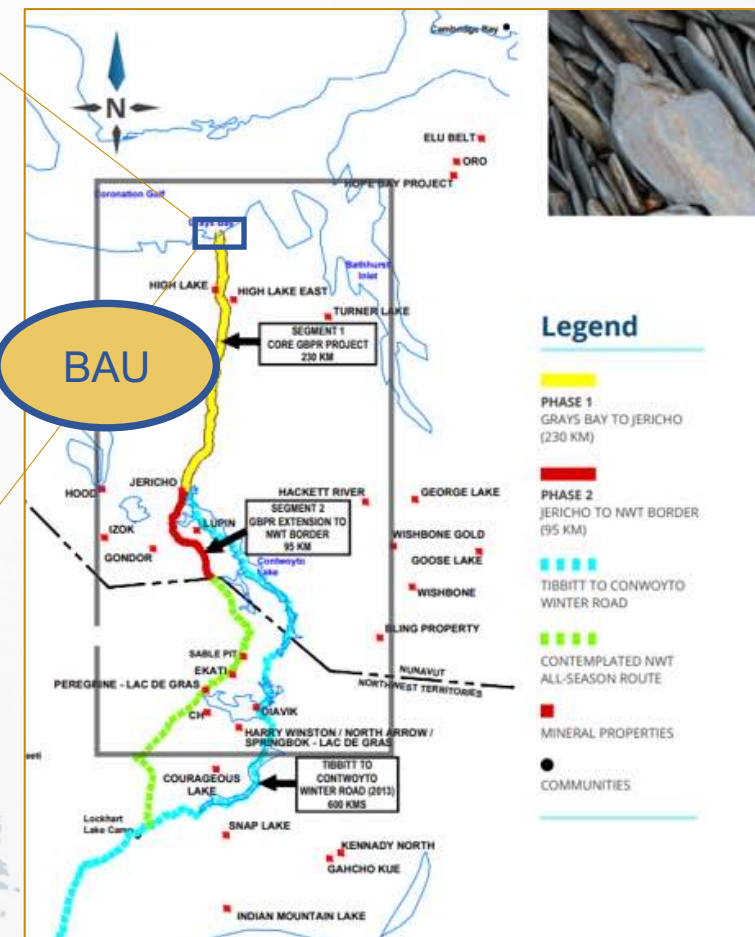 Cambridge Bay
N
ELU BELT
ORO
HOPE BAY PROJECT
Coronation Gulf
Grays Bay
Bathhurst
Inlet
HIGH LAKE
HIGH LAKE EAST
TURNER LAKE
SEGMENT 1
CORE GBPR PROJECT
230 KM
BAU
JERICHO
HOOD
HACKETT RIVER
GEORGE LAKE
LUPIN
SEGMENT 2
GBPR EXTENSION TO
NWT BORDER
95 KM
IZOK
GONDOR
WISHBONE GOLD
GOOSE LAKE
Contwoyto
Lake
WISHBONE
BLING PROPERTY
SABLE PIT
EKATI
NUNAVUT
NORTHWEST TERRITORIES
PEREGRINE - LAC DE GRAS
CH
DIAVIK
HARRY WINSTON / NORTH ARROW /
SPRINGBOK - LAC DE GRAS
COURAGEOUS
LAKE
TIBBITT TO
CONTWOYTO
WINTER ROAD (2013)
600 KMS
Lockhart
Lake Camp
SNAP LAKE
KENNADY NORTH
GAHCHO KUE
INDIAN MOUNTAIN LAKE
Legend
PHASE 1
GRAYS BAY TO JERICHO
(230 KM)
PHASE 2
JERICHO TO NWT BORDER
(95 KM)
TIBBITT TO CONWOYTO
WINTER ROAD
CONTEMPLATED NWT
ALL-SEASON ROUTE
MINERAL PROPERTIES
COMMUNITIES